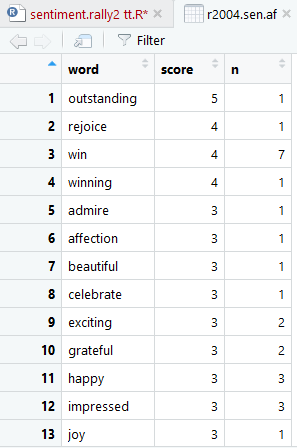 sentiment.rally2 tt.R* r2004.sen.af
Filter
word score n
1 outstanding 5 1
2 rejoice 4 1
3 win 4 7
4 winning 4 1
5 admire 3 1
6 affection 3 1
7 beautiful 3 1
8 celebrate 3 1
9 exciting 3 2
10 grateful 3 2
11 happy 3 3
12 impressed 3 3
13 joy 3 1